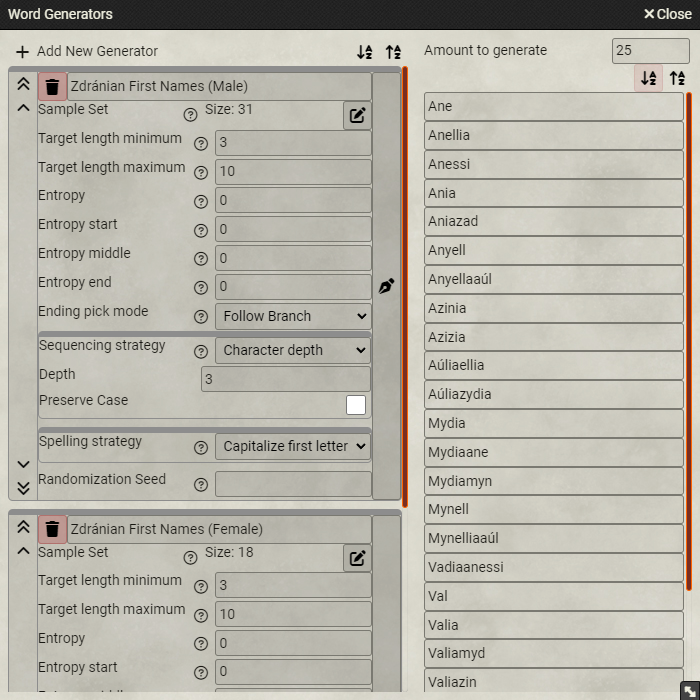 Word Generators
Close
Add New Generator
Zdránian First Names (Male)
Sample Set
Size: 31
Target length minimum
3
Target length maximum
10
Entropy
0
Entropy start
0
Entropy middle
0
Entropy end
0
Ending pick mode
Follow Branch
Sequencing strategy
Character depth
Depth
3
Preserve Case
Spelling strategy
Capitalize first letter
Randomization Seed
Zdránian First Names (Female)
Sample Set
Size: 18
Target length minimum
3
Target length maximum
10
Entropy
0
Entropy start
0
Amount to generate
25
Ane
Anellia
Anessi
Ania
Aniazad
Anyell
Anyellaaúl
Azinia
Azizia
Aúliaellia
Aúliazydia
Mydia
Mydiaane
Mydiamyn
Mynell
Mynelliaaúl
Vadiaanessi
Val
Valia
Valiamyd
Valiazin